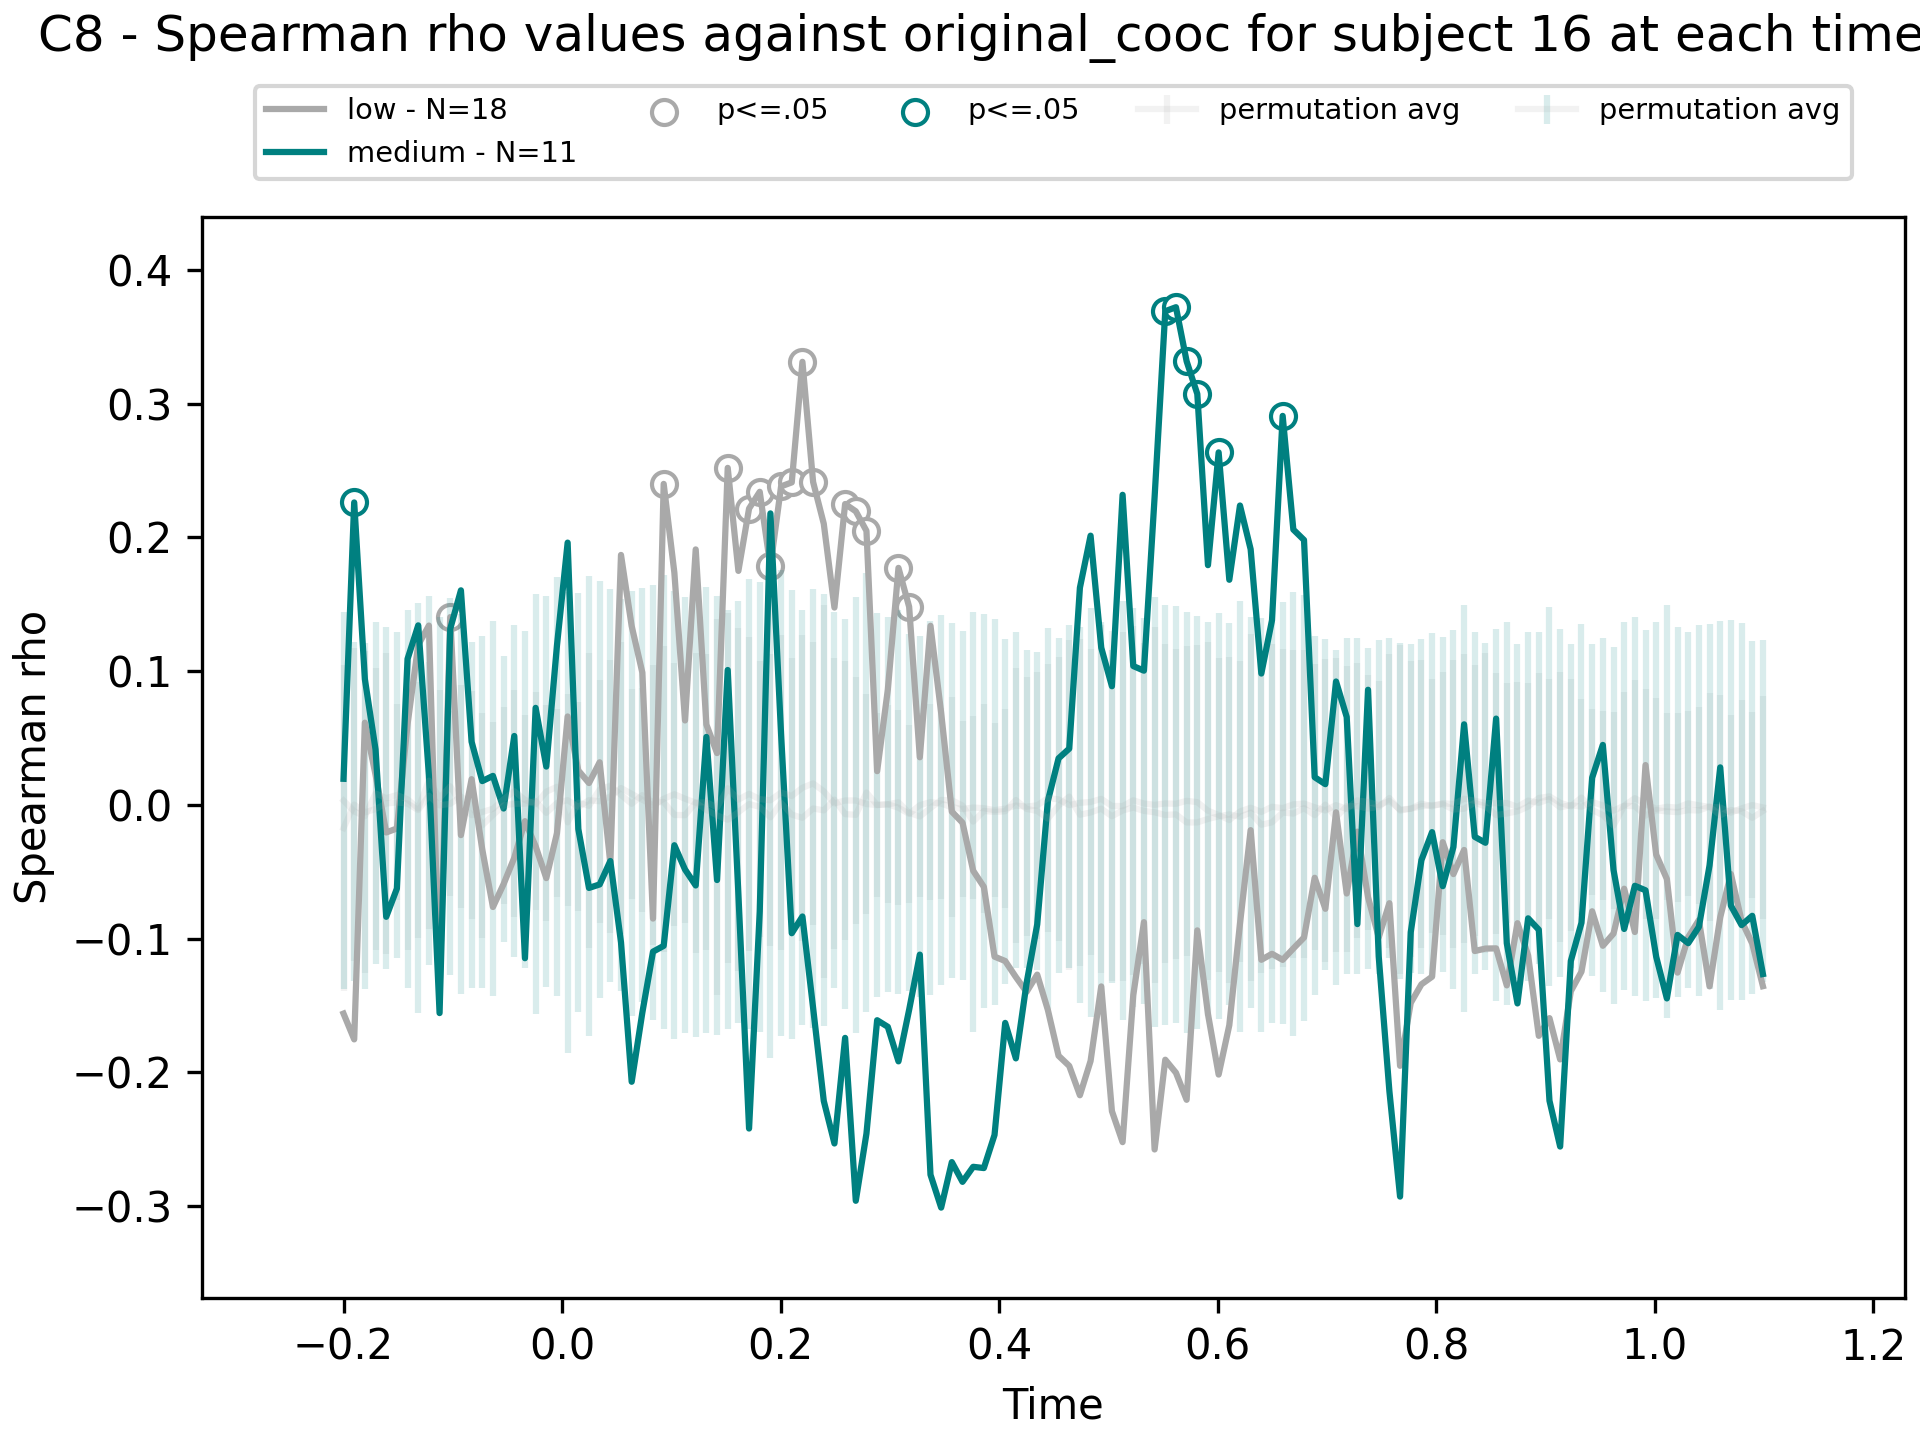 C8 - Spearman rho values against original_cooc for subject 16 at each time
low - N=18
medium - N=11
p<=.05
p<=.05
permutation avg
permutation avg
Spearman rho
0.4
0.3
0.2
0.1
0.0
−0.1
−0.2
−0.3
−0.2 0.0 0.2 0.4 0.6 0.8 1.0 1.2
Time